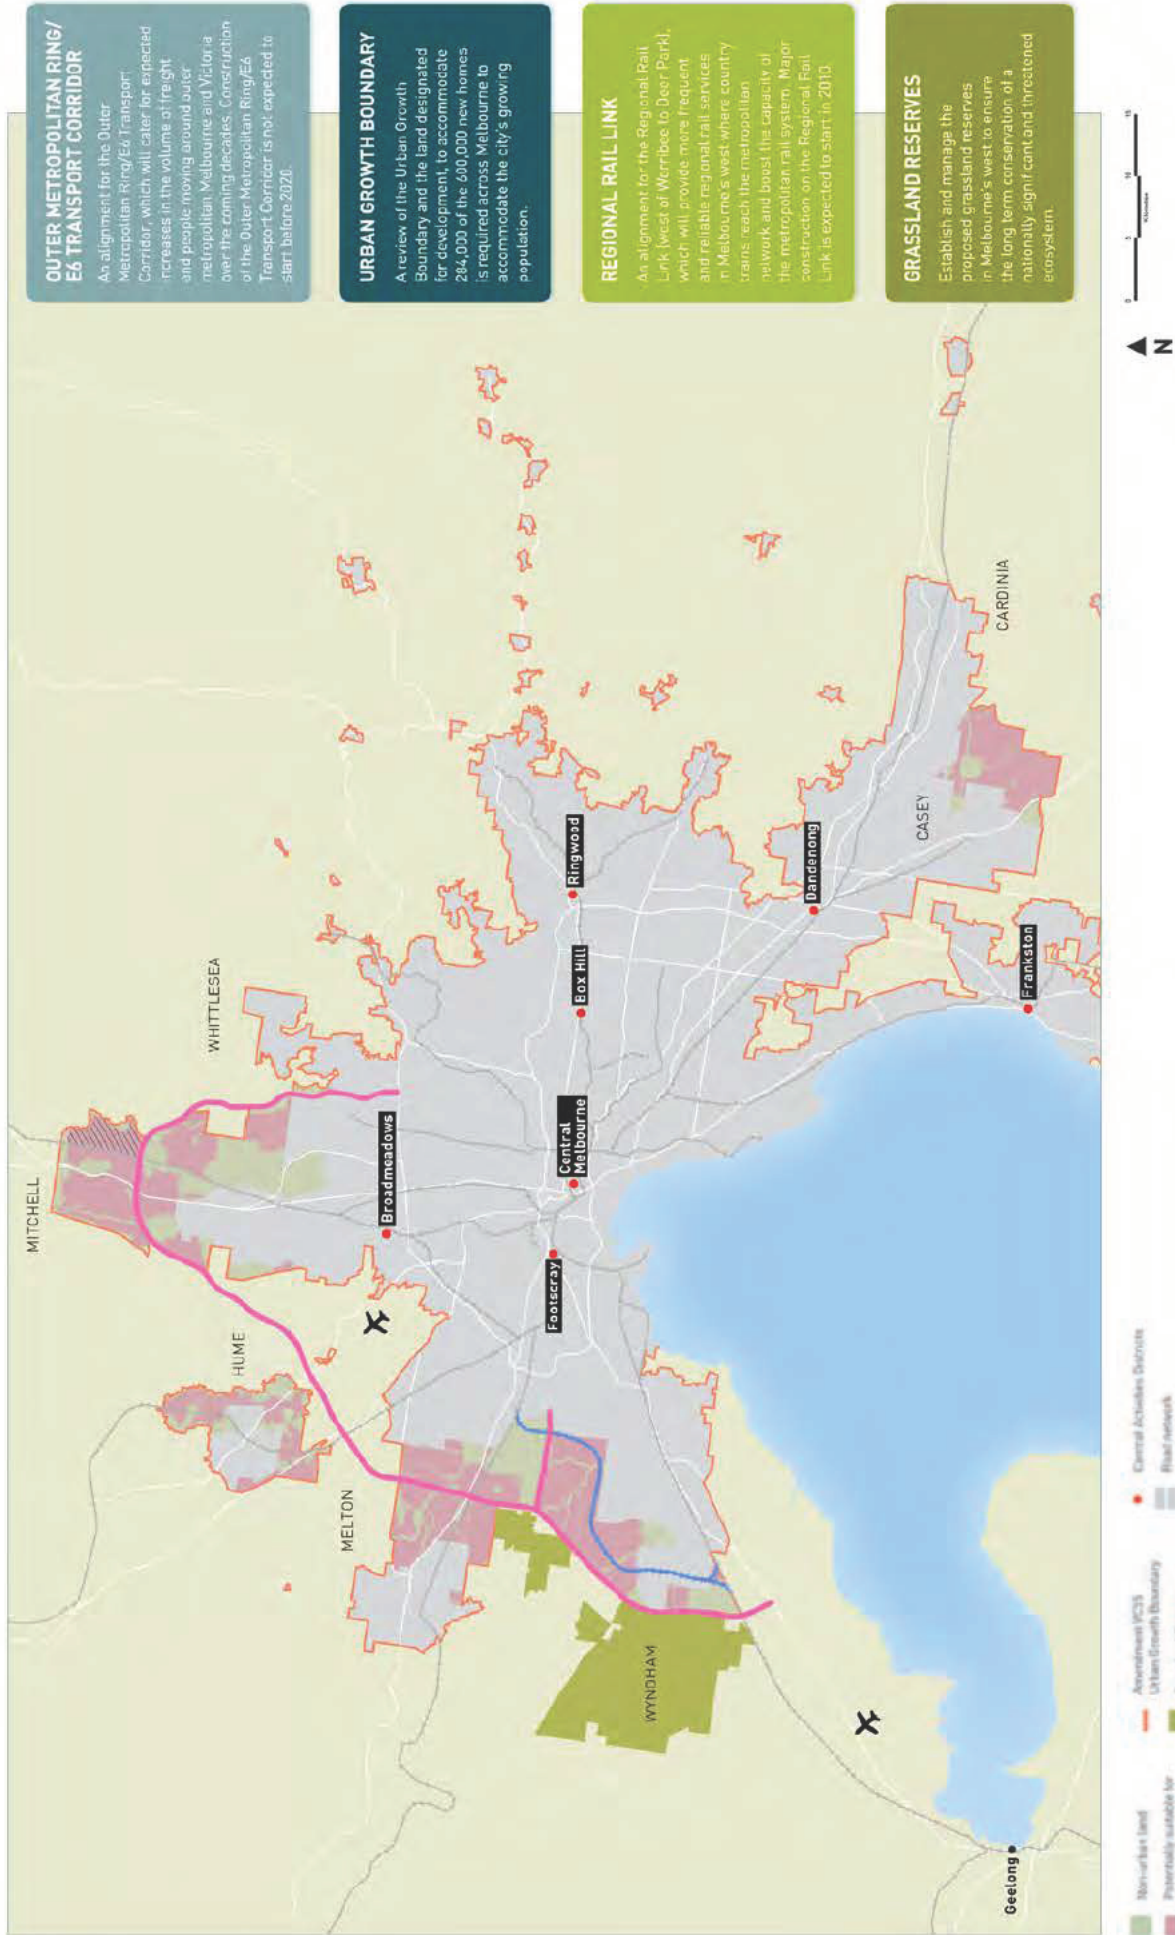 OUTER METROPOLITAN RING/
E6 TRANSPORT CORRIDOR
An alignment for the Outer
Metropolitan Ring/E6 Transport
Corridor, which will cater for expected
increases in the volume of freight
and people moving around outer
metropolitan Melbourne and Victoria
over the coming decades. Construction
of the Outer Metropolitan Ring/E6
Transport Corridor is not expected to
start before 2020.
URBAN GROWTH BOUNDARY
A review of the Urban Growth
Boundary and the land designated
for development, to accommodate
284,000 of the 600,000 new homes
is required across Melbourne to
accommodate the city's growing
population.
REGIONAL RAIL LINK
An alignment for the Regional Rail
Link (west of Werribee to Deer Park),
which will provide more frequent
and reliable regional rail services
in Melbourne's west where country
trains reach the metropolitan
network and boost the capacity of
the metropolitan rail system. Major
construction on the Regional Rail
Link is expected to start in 2010.
GRASSLAND RESERVES
Establish and manage the
proposed grassland reserves
in Melbourne's west to ensure
the long term conservation of a
nationally significant and threatened
ecosystem.
MITCHELL
WHITTLESEA
HUME
MELTON
WYNDHAM
CASEY
CARDINIA
Broadmeadows
Footscray
Central
Melbourne
Box Hill
Ringwood
Dandenong
Frankston
Geelong
N
0 5 10 15
Kilometres
Non-urban land
Potentially suitable for
Amendment VC55
Urban Growth Boundary
Central Activities Districts
Road network